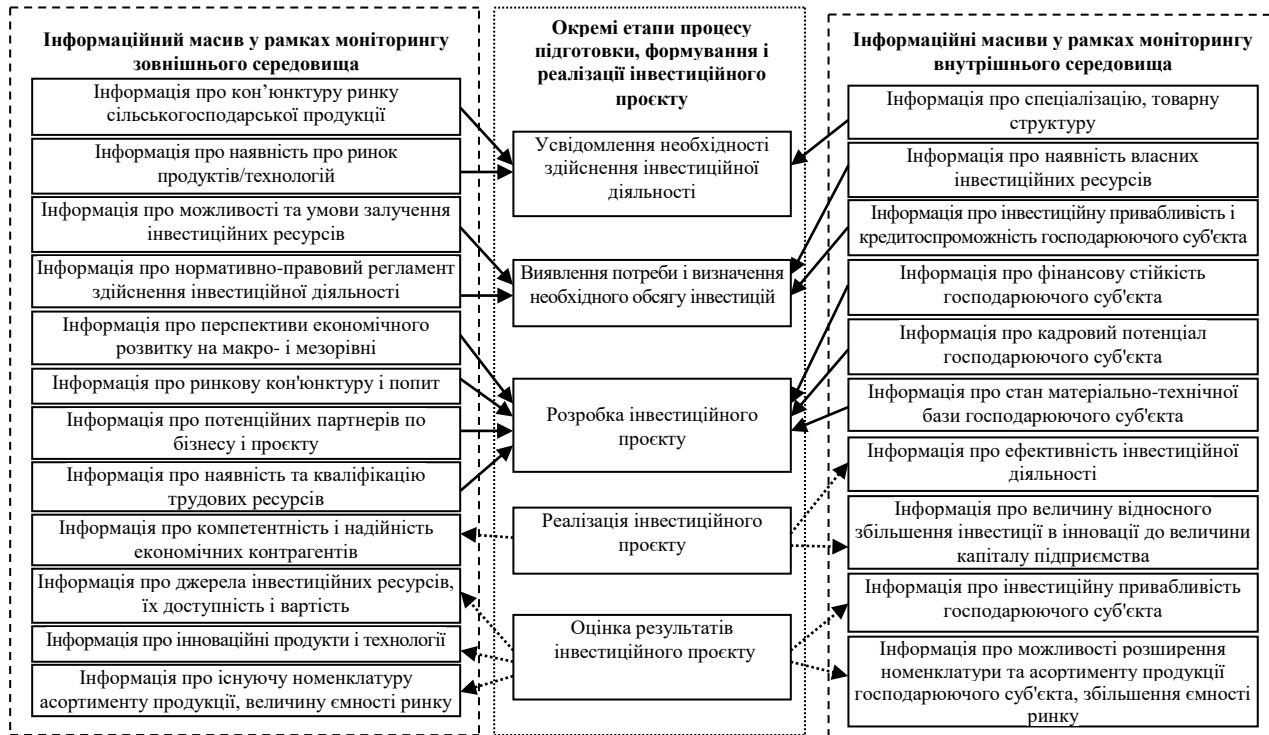 Інформаційний масив у рамках моніторингу
зовнішнього середовища
Інформація про кон’юнктуру ринку
сільськогосподарської продукції
Інформація про наявність про ринок
продуктів/технологій
Інформація про можливості та умови залучення
інвестиційних ресурсів
Інформація про нормативно-правовий регламент
здійснення інвестиційної діяльності
Інформація про перспективи економічного
розвитку на макро- і мезорівні
Інформація про ринкову кон'юнктуру і попит
Інформація про потенційних партнерів по
бізнесу і проєкту
Інформація про наявність та кваліфікацію
трудових ресурсів
Інформація про компетентність і надійність
економічних контрагентів
Інформація про джерела інвестиційних ресурсів,
їх доступність і вартість
Інформація про інноваційні продукти і технології
Інформація про існуючу номенклатуру
асортименту продукції, величину ємності ринку
Окремі етапи процесу
підготовки, формування і
реалізації інвестиційного
проєкту
Усвідомлення необхідності
здійснення інвестиційної
діяльності
Виявлення потреби і визначення
необхідного обсягу інвестицій
Розробка інвестиційного
проєкту
Реалізація інвестиційного
проєкту
Оцінка результатів
інвестиційного проєкту
Інформаційні масиви у рамках моніторингу
внутрішнього середовища
Інформація про спеціалізацію, товарну
структуру
Інформація про наявність власних
інвестиційних ресурсів
Інформація про інвестиційну привабливість і
кредитоспроможність господарюючого суб'єкта
Інформація про фінансову стійкість
господарюючого суб'єкта
Інформація про кадровий потенціал
господарюючого суб'єкта
Інформація про стан матеріально-технічної
бази господарюючого суб'єкта
Інформація про ефективність інвестиційної
діяльності
Інформація про величину відносного
збільшення інвестиції в інновації до величини
капіталу підприємства
Інформація про інвестиційну привабливість
господарюючого суб'єкта
Інформація про можливості розширення
номенклатури та асортименту продукції
господарюючого суб'єкта, збільшення ємності
ринку